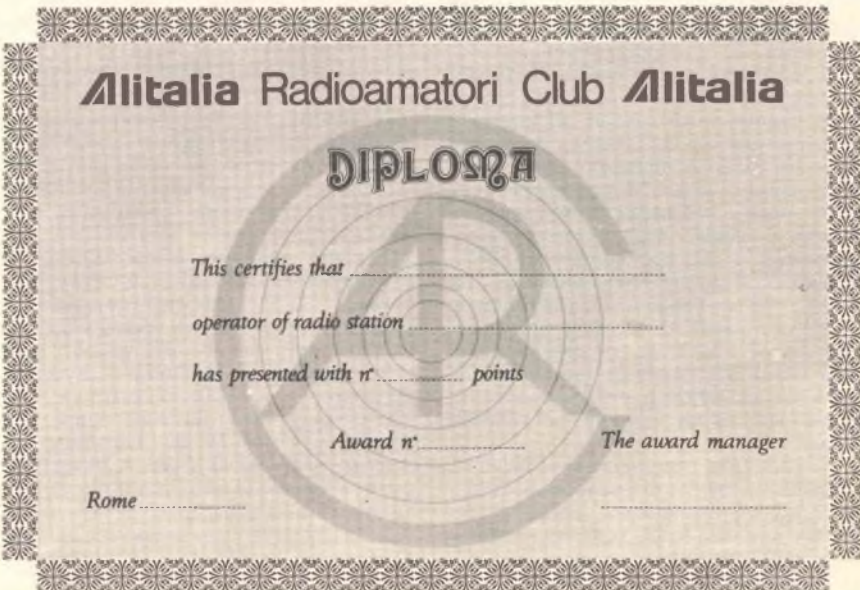 Alitalia Radioamatori Club Alitalia
DIPLOMA
This certifies that
operator of radio station
has presented with n° points
Award n° The award manager
Rome